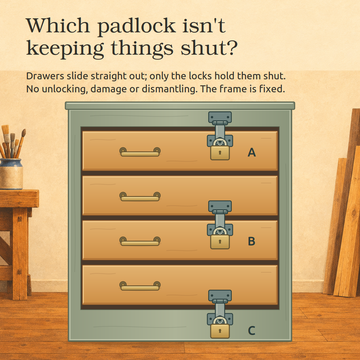 Which padlock isn't
keeping things shut?
Drawers slide straight out; only the locks hold them shut.
No unlocking, damage or dismantling. The frame is fixed.
A
B
C